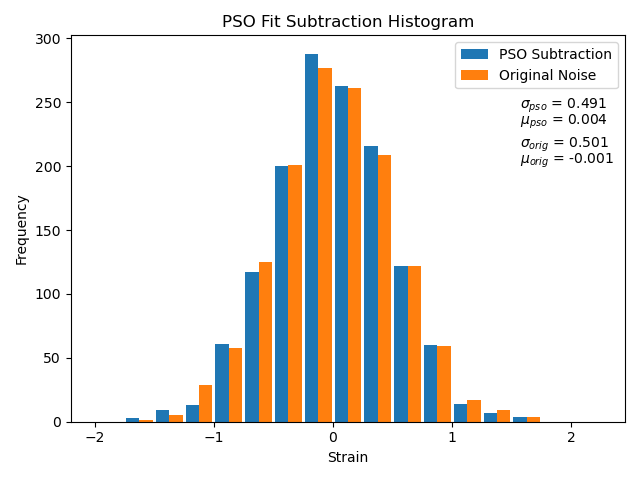 PSO Fit Subtraction Histogram
300
250
200
150
100
50
0
Frequency
PSO Subtraction
Original Noise
σpso = 0.491
μpso = 0.004
σorig = 0.501
μorig = -0.001
−2 −1 0 1 2
Strain